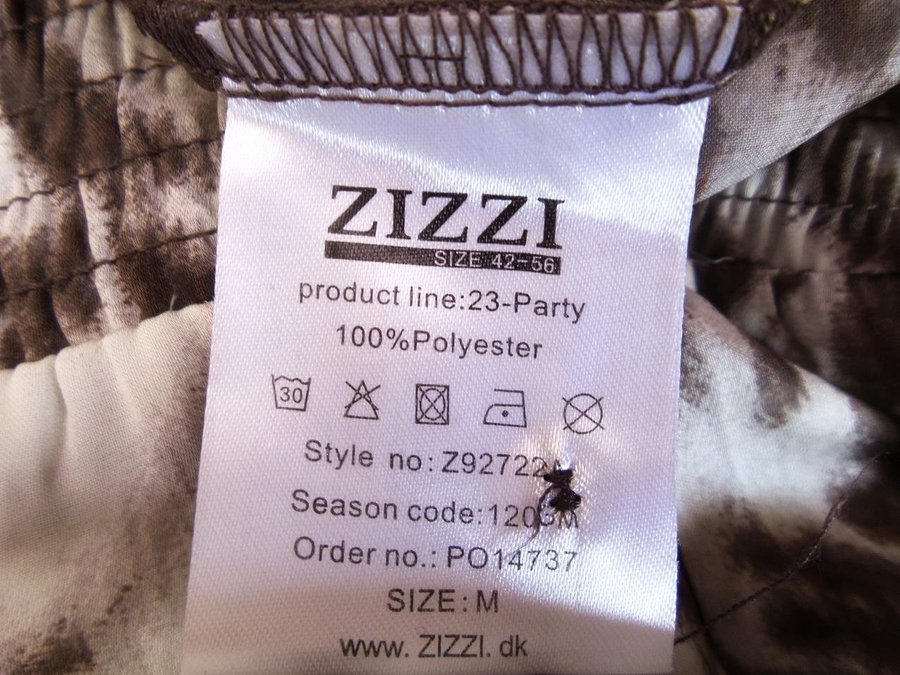 ZIZZI
SIZE 42-56
product line:23-Party
100%Polyester
30
Style no:
Season code:
Order no.: PO14737
SIZE: M
www. ZIZZI. dk